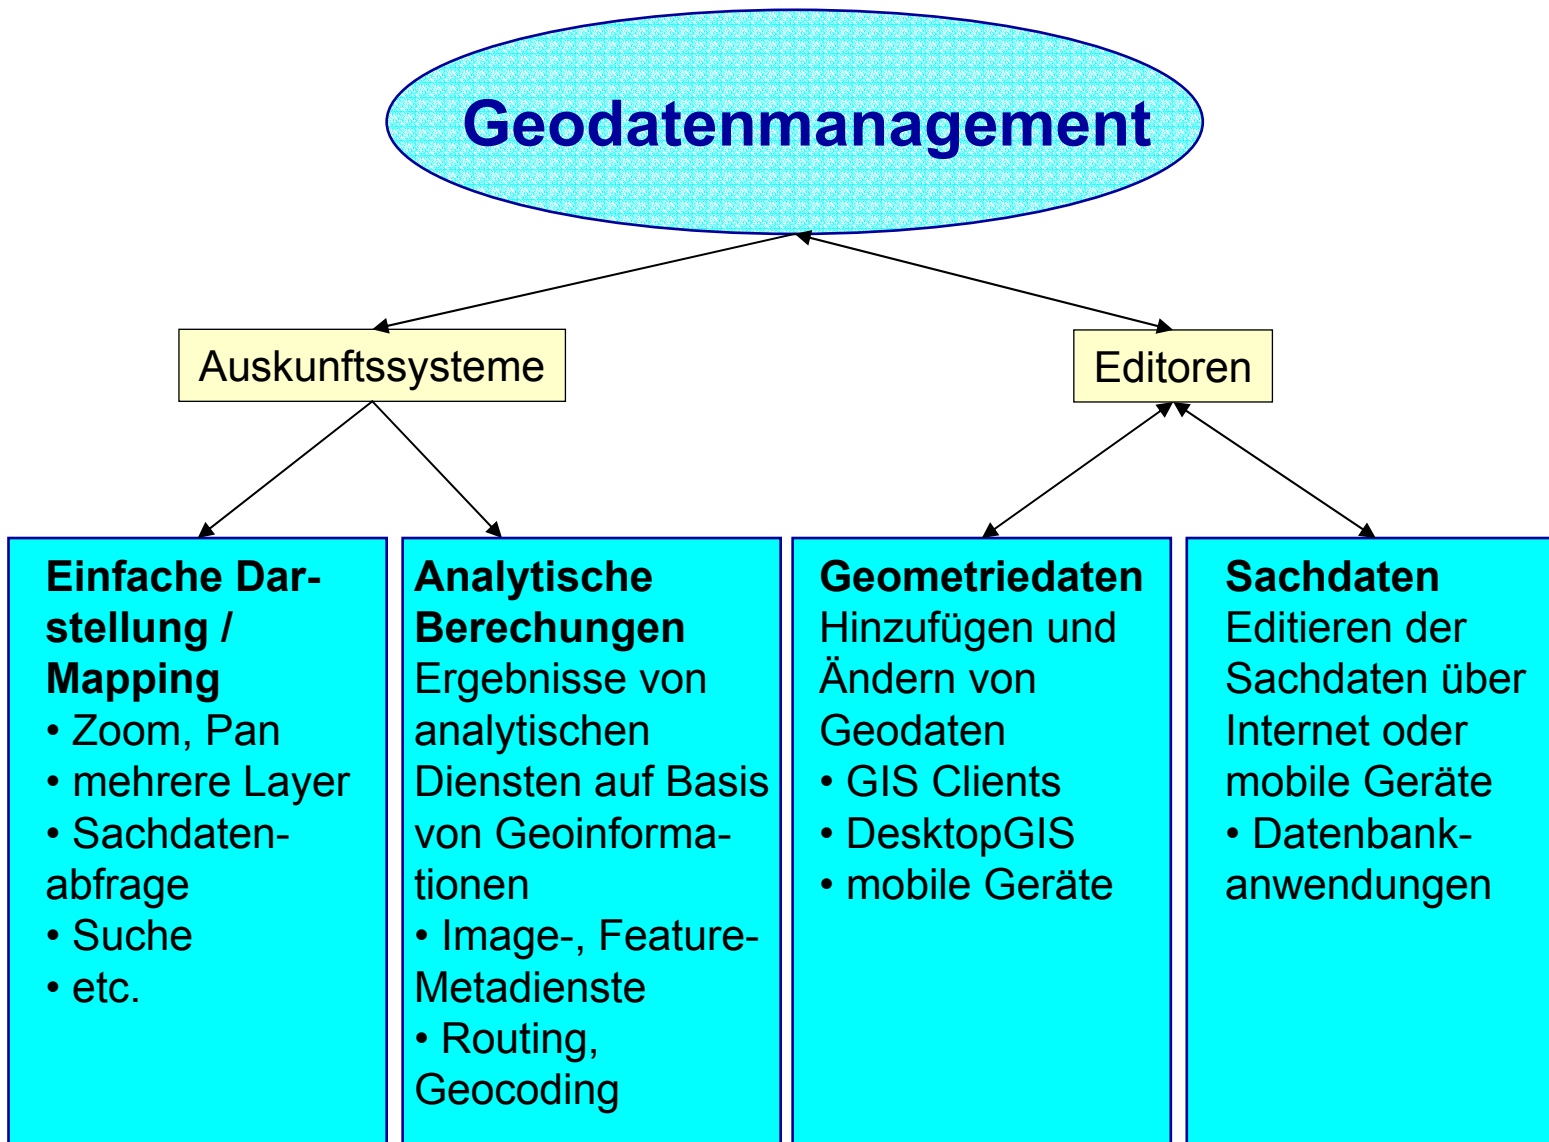 Geodatenmanagement
Auskunftssysteme
Editoren
Einfache Dar-
stellung /
Mapping
• Zoom, Pan
• mehrere Layer
• Sachdaten-
abfrage
• Suche
• etc.
Analytische
Berechungen
Ergebnisse von
analytischen
Diensten auf Basis
von Geoinforma-
tionen
• Image-, Feature-
Metadienste
• Routing,
Geocoding
Geometriedaten
Hinzufügen und
Ändern von
Geodaten
• GIS Clients
• DesktopGIS
• mobile Geräte
Sachdaten
Editieren der
Sachdaten über
Internet oder
mobile Geräte
• Datenbank-
anwendungen